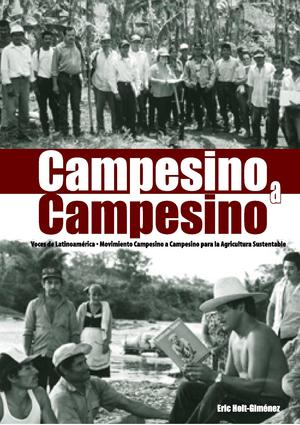 Campesino
a
Campesino
Voces de Latinoamérica • Movimiento Campesino a Campesino para la Agricultura Sustentable
Eric Holt-Giménez